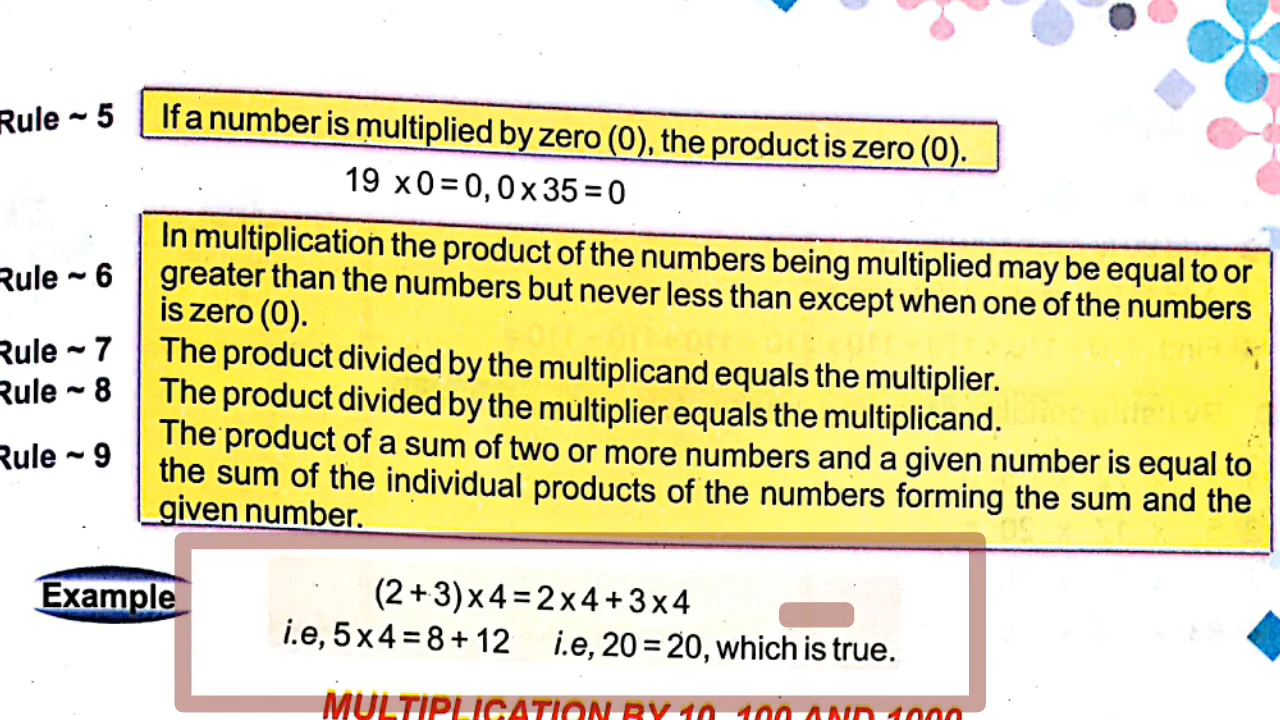 Rule ~ 5 If a number is multiplied by zero (0), the product is zero (0).
19 x 0 = 0, 0 x 35 = 0
In multiplication the product of the numbers being multiplied may be equal to or
Rule ~ 6 greater than the numbers but never less than except when one of the numbers
is zero (0).
Rule ~ 7 The product divided by the multiplicand equals the multiplier.
Rule ~ 8 The product divided by the multiplier equals the multiplicand.
Rule ~ 9 The product of a sum of two or more numbers and a given number is equal to
the sum of the individual products of the numbers forming the sum and the
given number.
Example (2 + 3) x 4 = 2 x 4 + 3 x 4
i.e, 5 x 4 = 8 + 12 i.e, 20 = 20, which is true.
MULTIPLICATION BY 10, 100 AND 1000